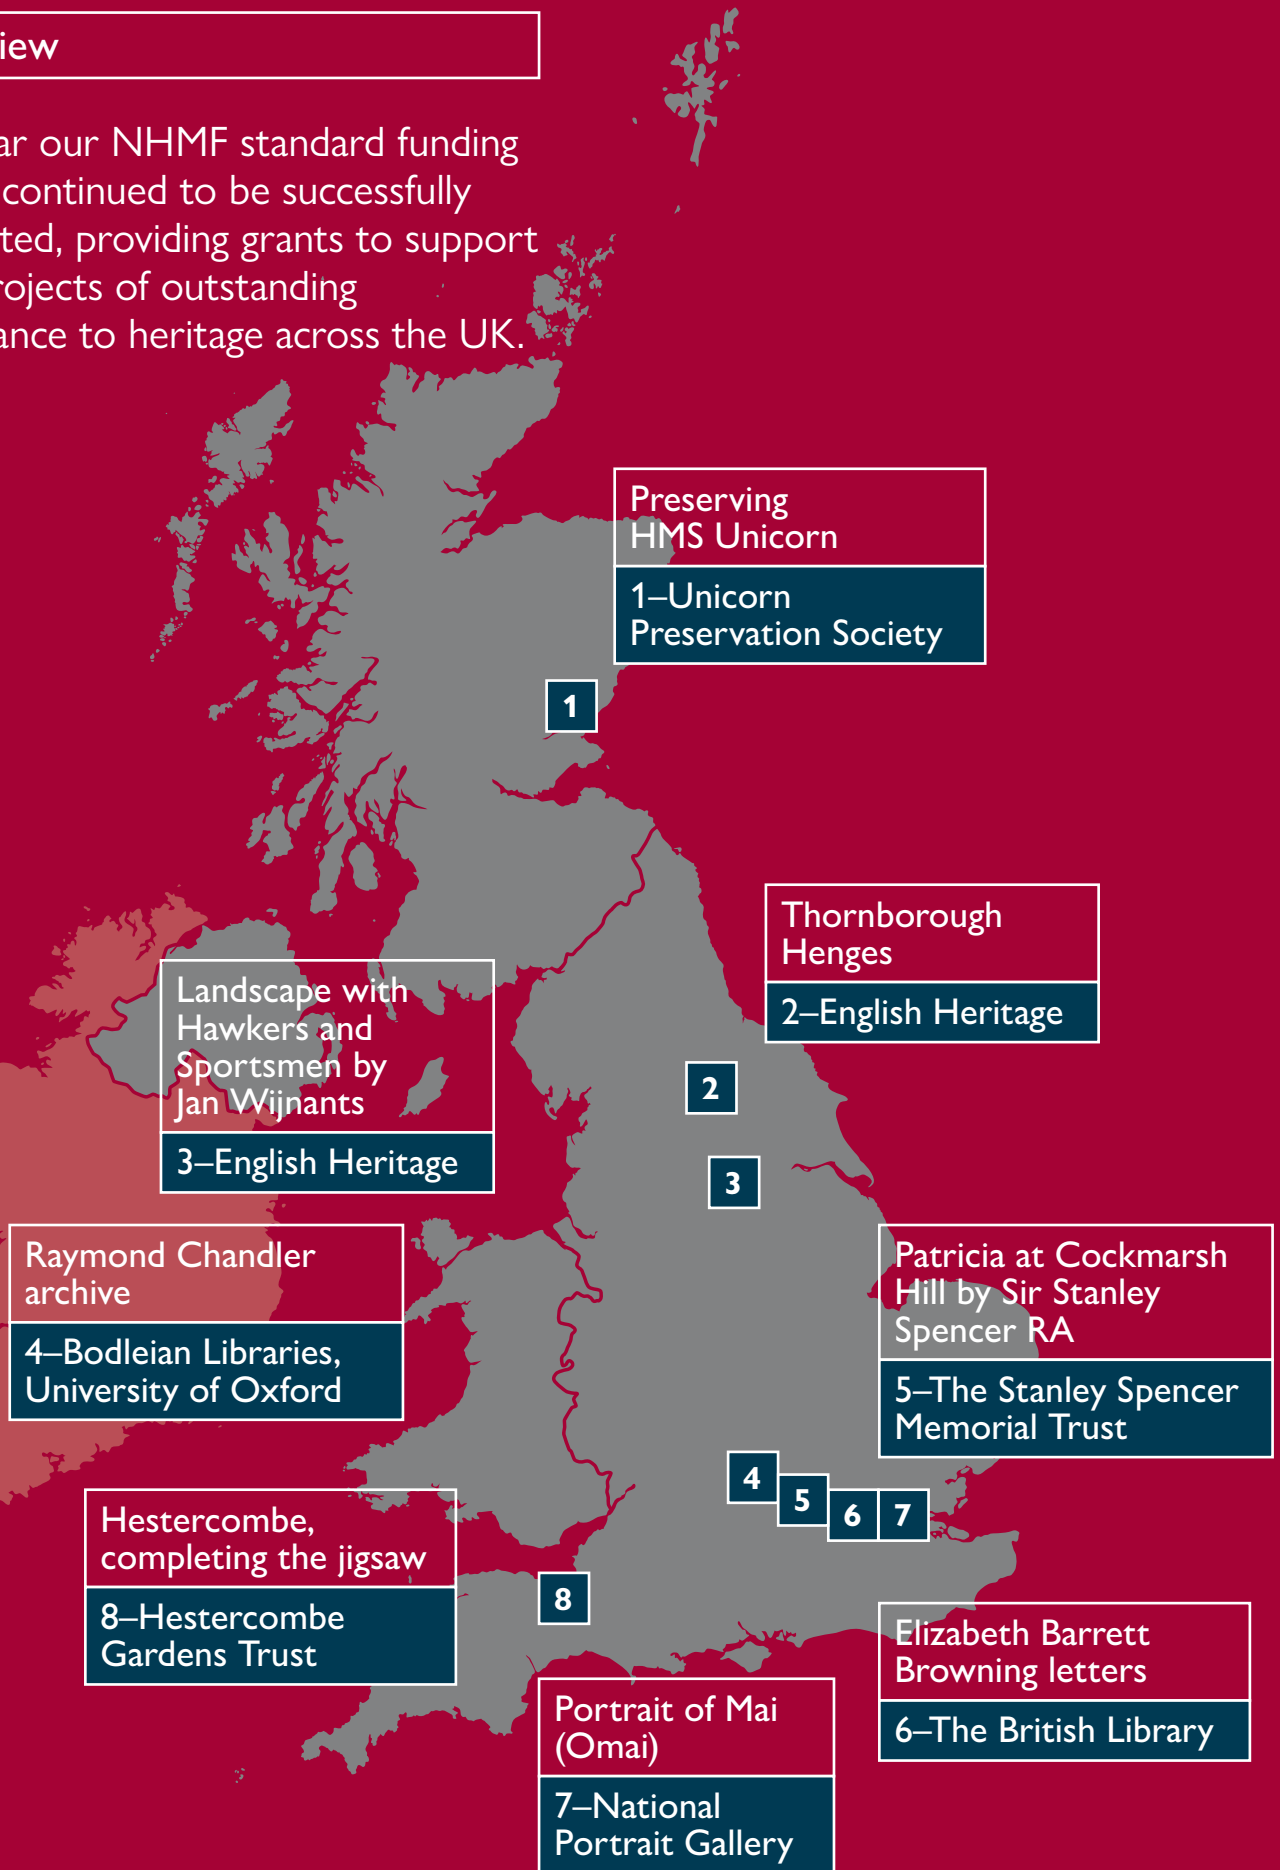 iew
ar our NHMF standard funding
continued to be successfully
ted, providing grants to support
rojects of outstanding
ance to heritage across the UK.
Preserving
HMS Unicorn
1–Unicorn
Preservation Society
1
Thornborough
Henges
2–English Heritage
Landscape with
Hawkers and
Sportsmen by
Jan Wijnants
3–English Heritage
2
3
Raymond Chandler
archive
4–Bodleian Libraries,
University of Oxford
Patricia at Cockmarsh
Hill by Sir Stanley
Spencer RA
5–The Stanley Spencer
Memorial Trust
4
5
6
7
Hestercombe,
completing the jigsaw
8–Hestercombe
Gardens Trust
8
Elizabeth Barrett
Browning letters
6–The British Library
Portrait of Mai
(Omai)
7–National
Portrait Gallery